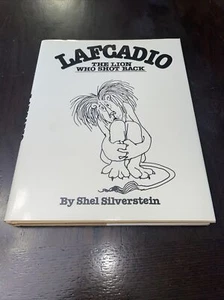 LAFCADIO
THE LION
WHO SHOT BACK
By Shel Silverstein